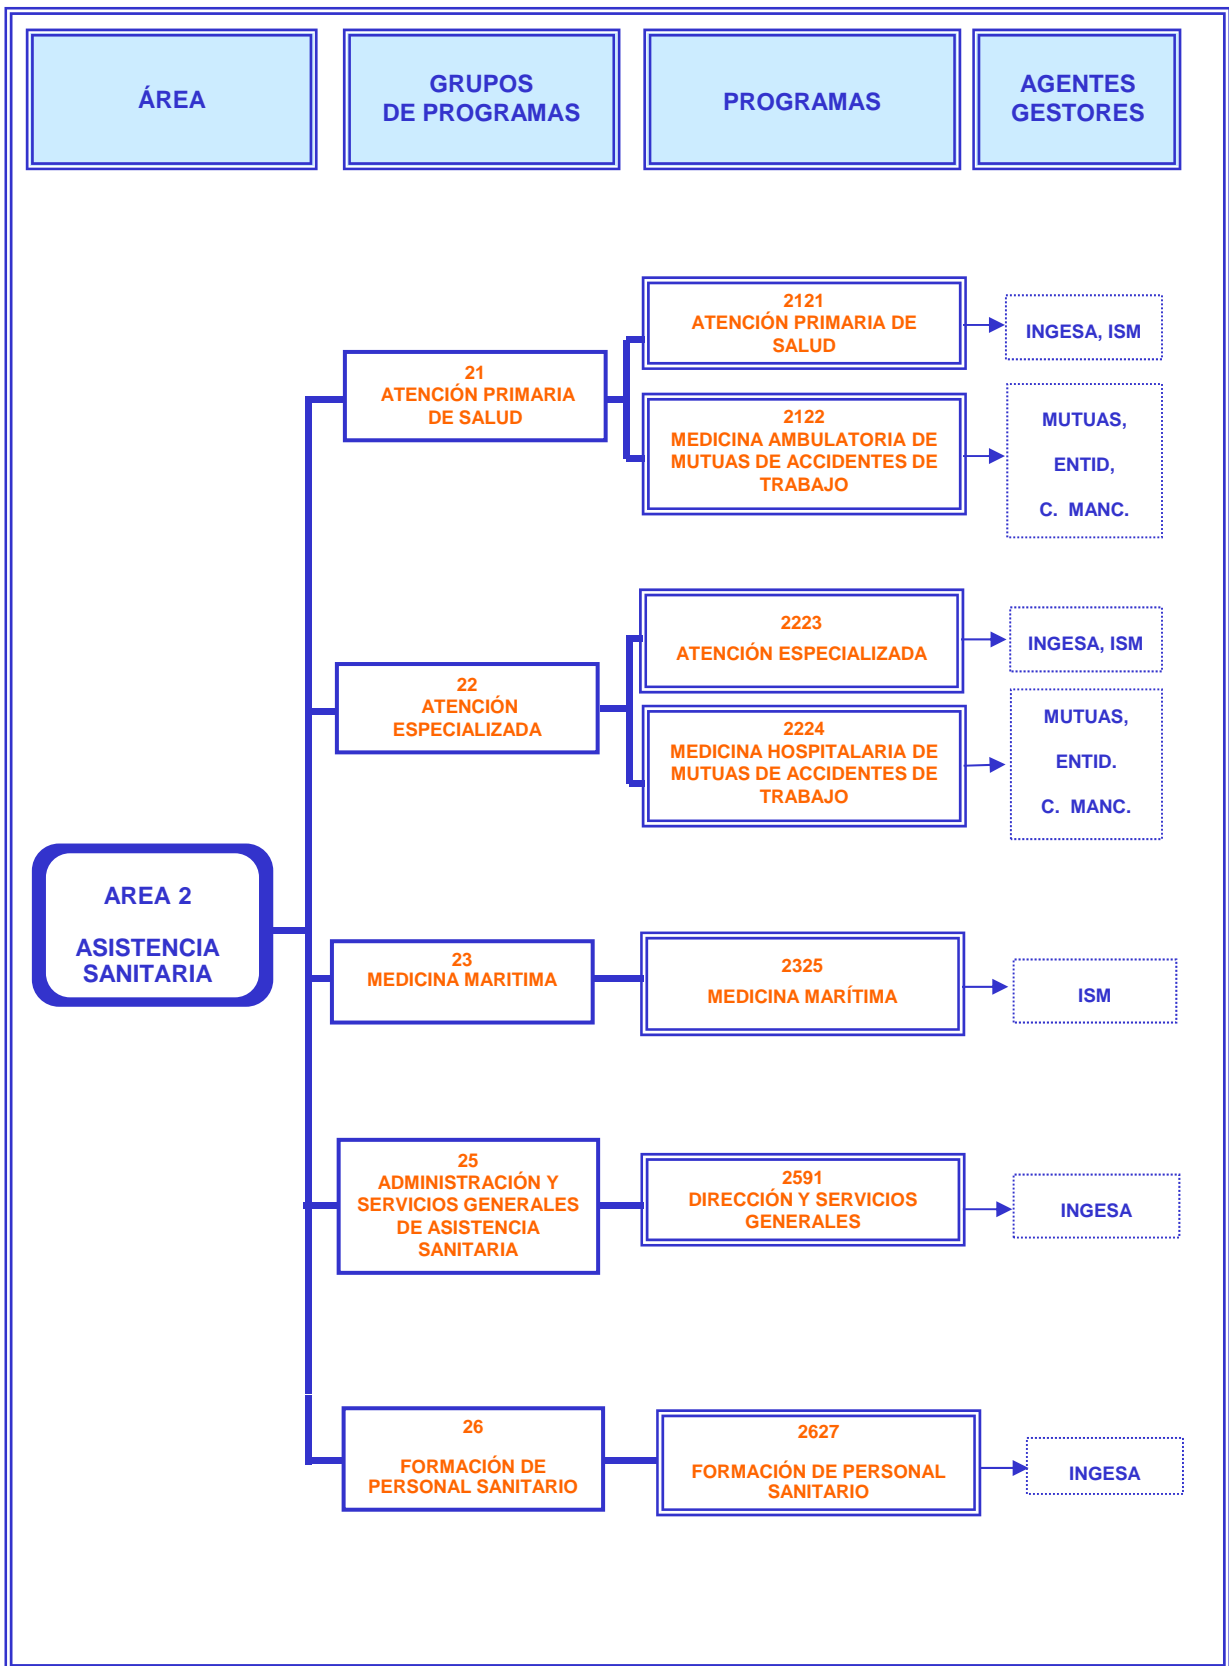 ÁREA
GRUPOS
DE PROGRAMAS
PROGRAMAS
AGENTES
GESTORES
2121
ATENCIÓN PRIMARIA DE
SALUD
INGESA, ISM
21
ATENCIÓN PRIMARIA
DE SALUD
2122
MEDICINA AMBULATORIA DE
MUTUAS DE ACCIDENTES DE
TRABAJO
MUTUAS,
ENTID,
C. MANC.
2223
ATENCIÓN ESPECIALIZADA
INGESA, ISM
22
ATENCIÓN
ESPECIALIZADA
2224
MEDICINA HOSPITALARIA DE
MUTUAS DE ACCIDENTES DE
TRABAJO
MUTUAS,
ENTID.
C. MANC.
AREA 2
ASISTENCIA
SANITARIA
23
MEDICINA MARITIMA
2325
MEDICINA MARÍTIMA
ISM
25
ADMINISTRACIÓN Y
SERVICIOS GENERALES
DE ASISTENCIA
SANITARIA
2591
DIRECCIÓN Y SERVICIOS
GENERALES
INGESA
26
FORMACIÓN DE
PERSONAL SANITARIO
2627
FORMACIÓN DE PERSONAL
SANITARIO
INGESA